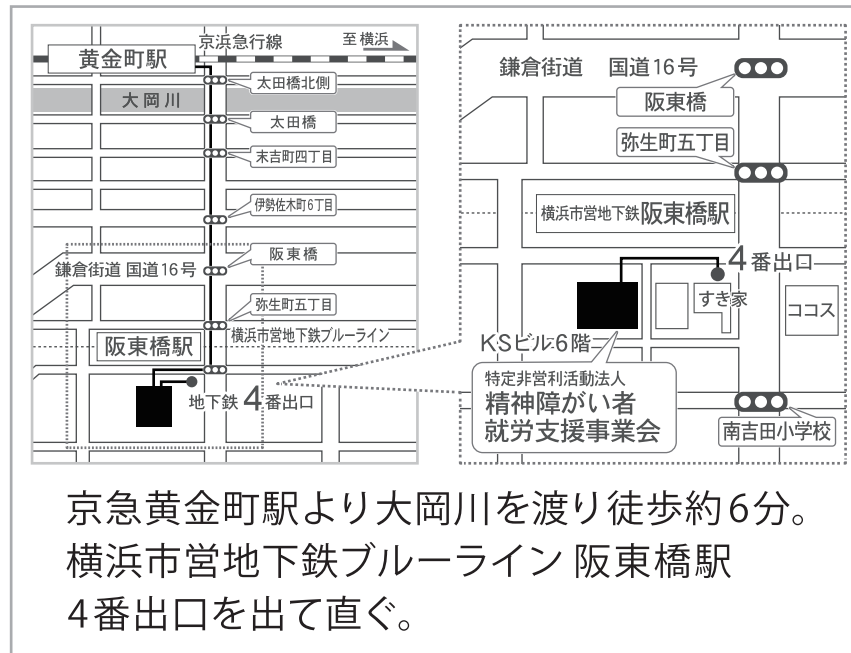 京浜急行線
至横浜
黄金町駅
太田橋北側
大岡川
太田橋
末吉町四丁目
伊勢佐木町6丁目
阪東橋
鎌倉街道 国道16号
弥生町五丁目
横浜市営地下鉄ブルーライン
阪東橋駅
地下鉄 4番出口
鎌倉街道 国道16号
阪東橋
弥生町五丁目
横浜市営地下鉄 阪東橋駅
4番出口
すき家
ココス
KSビル6階
特定非営利活動法人
精神障がい者
就労支援事業会
南吉田小学校
京急黄金町駅より大岡川を渡り徒歩約6分。
横浜市営地下鉄ブルーライン 阪東橋駅
4番出口を出て直ぐ。